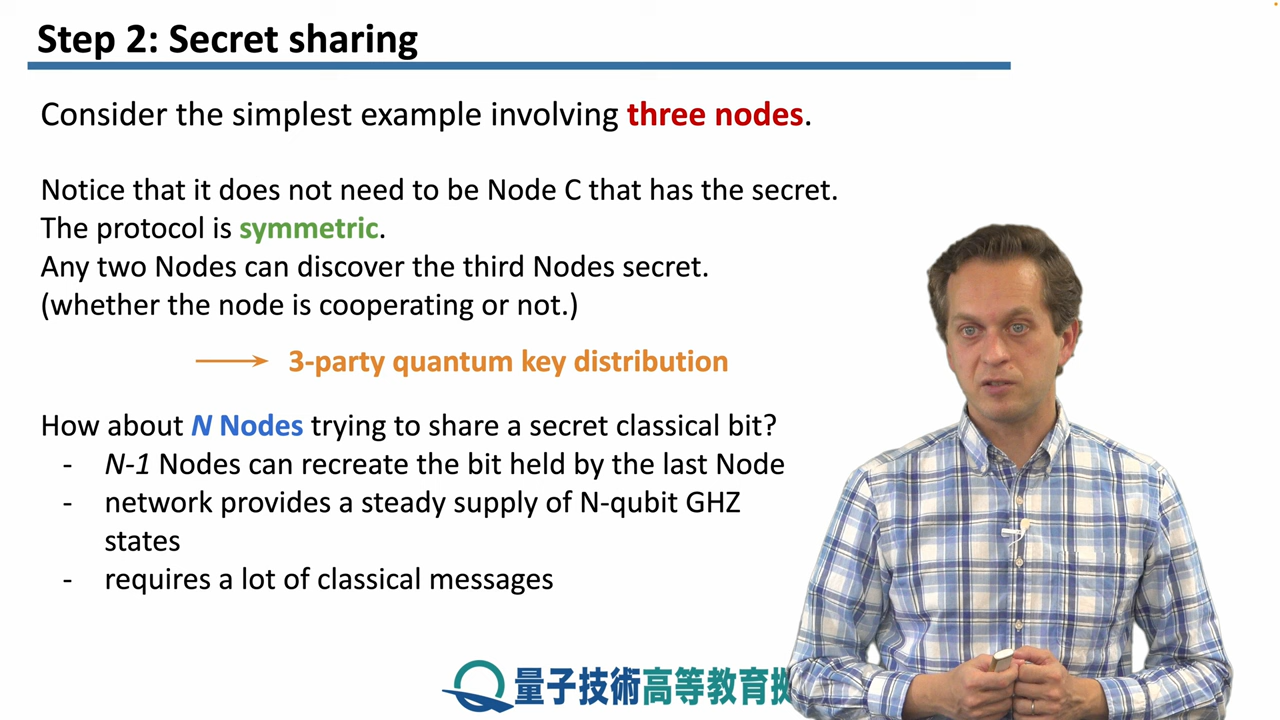 Step 2: Secret sharing
Consider the simplest example involving three nodes.
Notice that it does not need to be Node C that has the secret.
The protocol is symmetric.
Any two Nodes can discover the third Nodes secret.
(whether the node is cooperating or not.)
3-party quantum key distribution
How about N Nodes trying to share a secret classical bit?
- N-1 Nodes can recreate the bit held by the last Node
- network provides a steady supply of N-qubit GHZ
states
- requires a lot of classical messages
量子技術高等教育拠